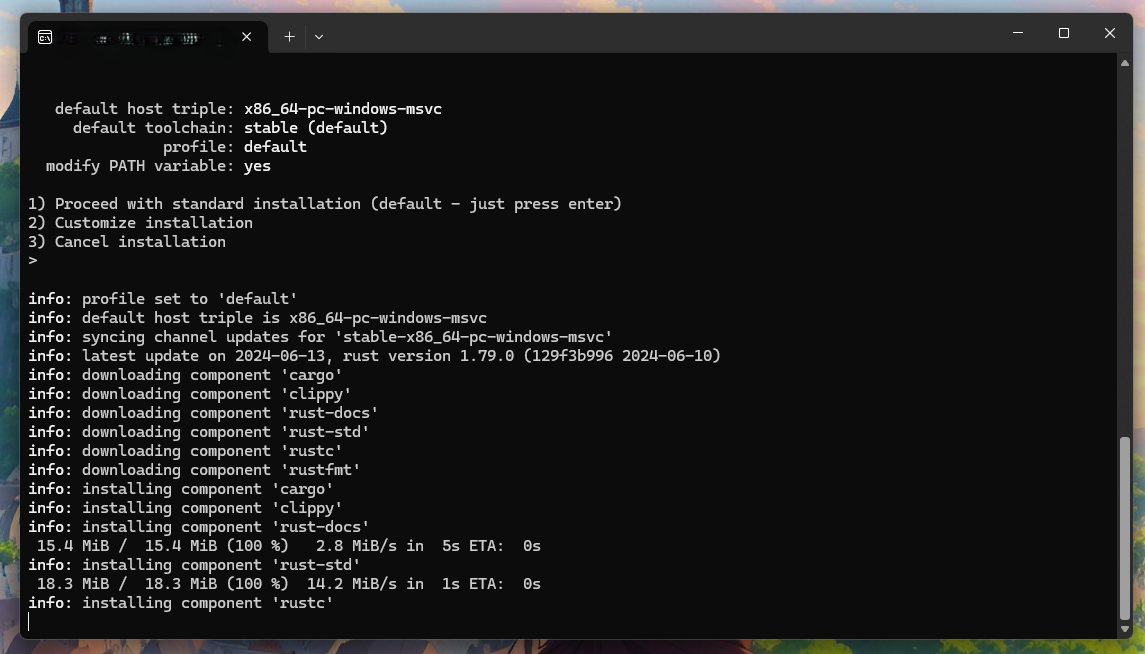 default host triple: x86_64-pc-windows-msvc
default toolchain: stable (default)
profile: default
modify PATH variable: yes
1) Proceed with standard installation (default - just press enter)
2) Customize installation
3) Cancel installation
>
info: profile set to 'default'
info: default host triple is x86_64-pc-windows-msvc
info: syncing channel updates for 'stable-x86_64-pc-windows-msvc'
info: latest update on 2024-06-13, rust version 1.79.0 (129f3b996 2024-06-10)
info: downloading component 'cargo'
info: downloading component 'clippy'
info: downloading component 'rust-docs'
info: downloading component 'rust-std'
info: downloading component 'rustc'
info: downloading component 'rustfmt'
info: installing component 'cargo'
info: installing component 'clippy'
info: installing component 'rust-docs'
15.4 MiB / 15.4 MiB (100 %) 2.8 MiB/s in 5s ETA: 0s
info: installing component 'rust-std'
18.3 MiB / 18.3 MiB (100 %) 14.2 MiB/s in 1s ETA: 0s
info: installing component 'rustc'